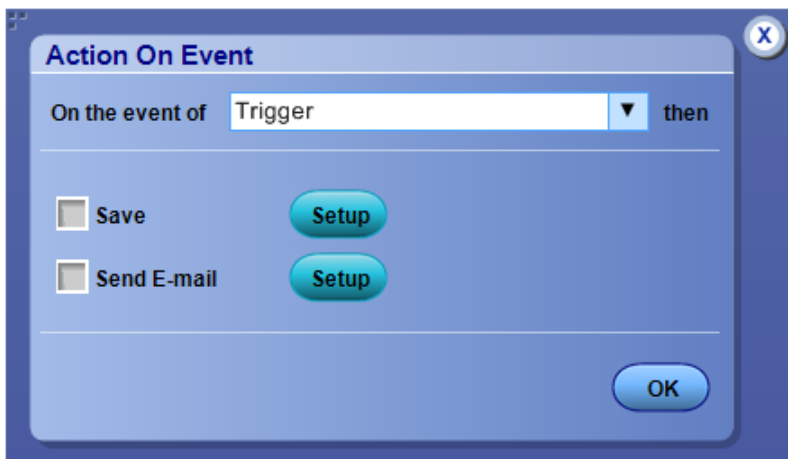 X
Action On Event
On the event of Trigger ▼ then
Save Setup
Send E-mail Setup
OK